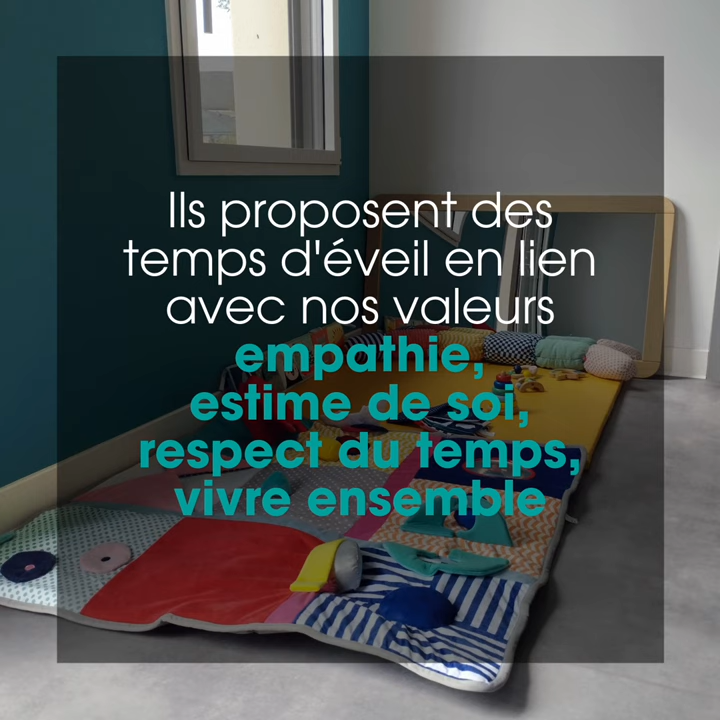 Ils proposent des
temps d'éveil en lien
avec nos valeurs
empathie,
estime de soi,
respect du temps,
vivre ensemble